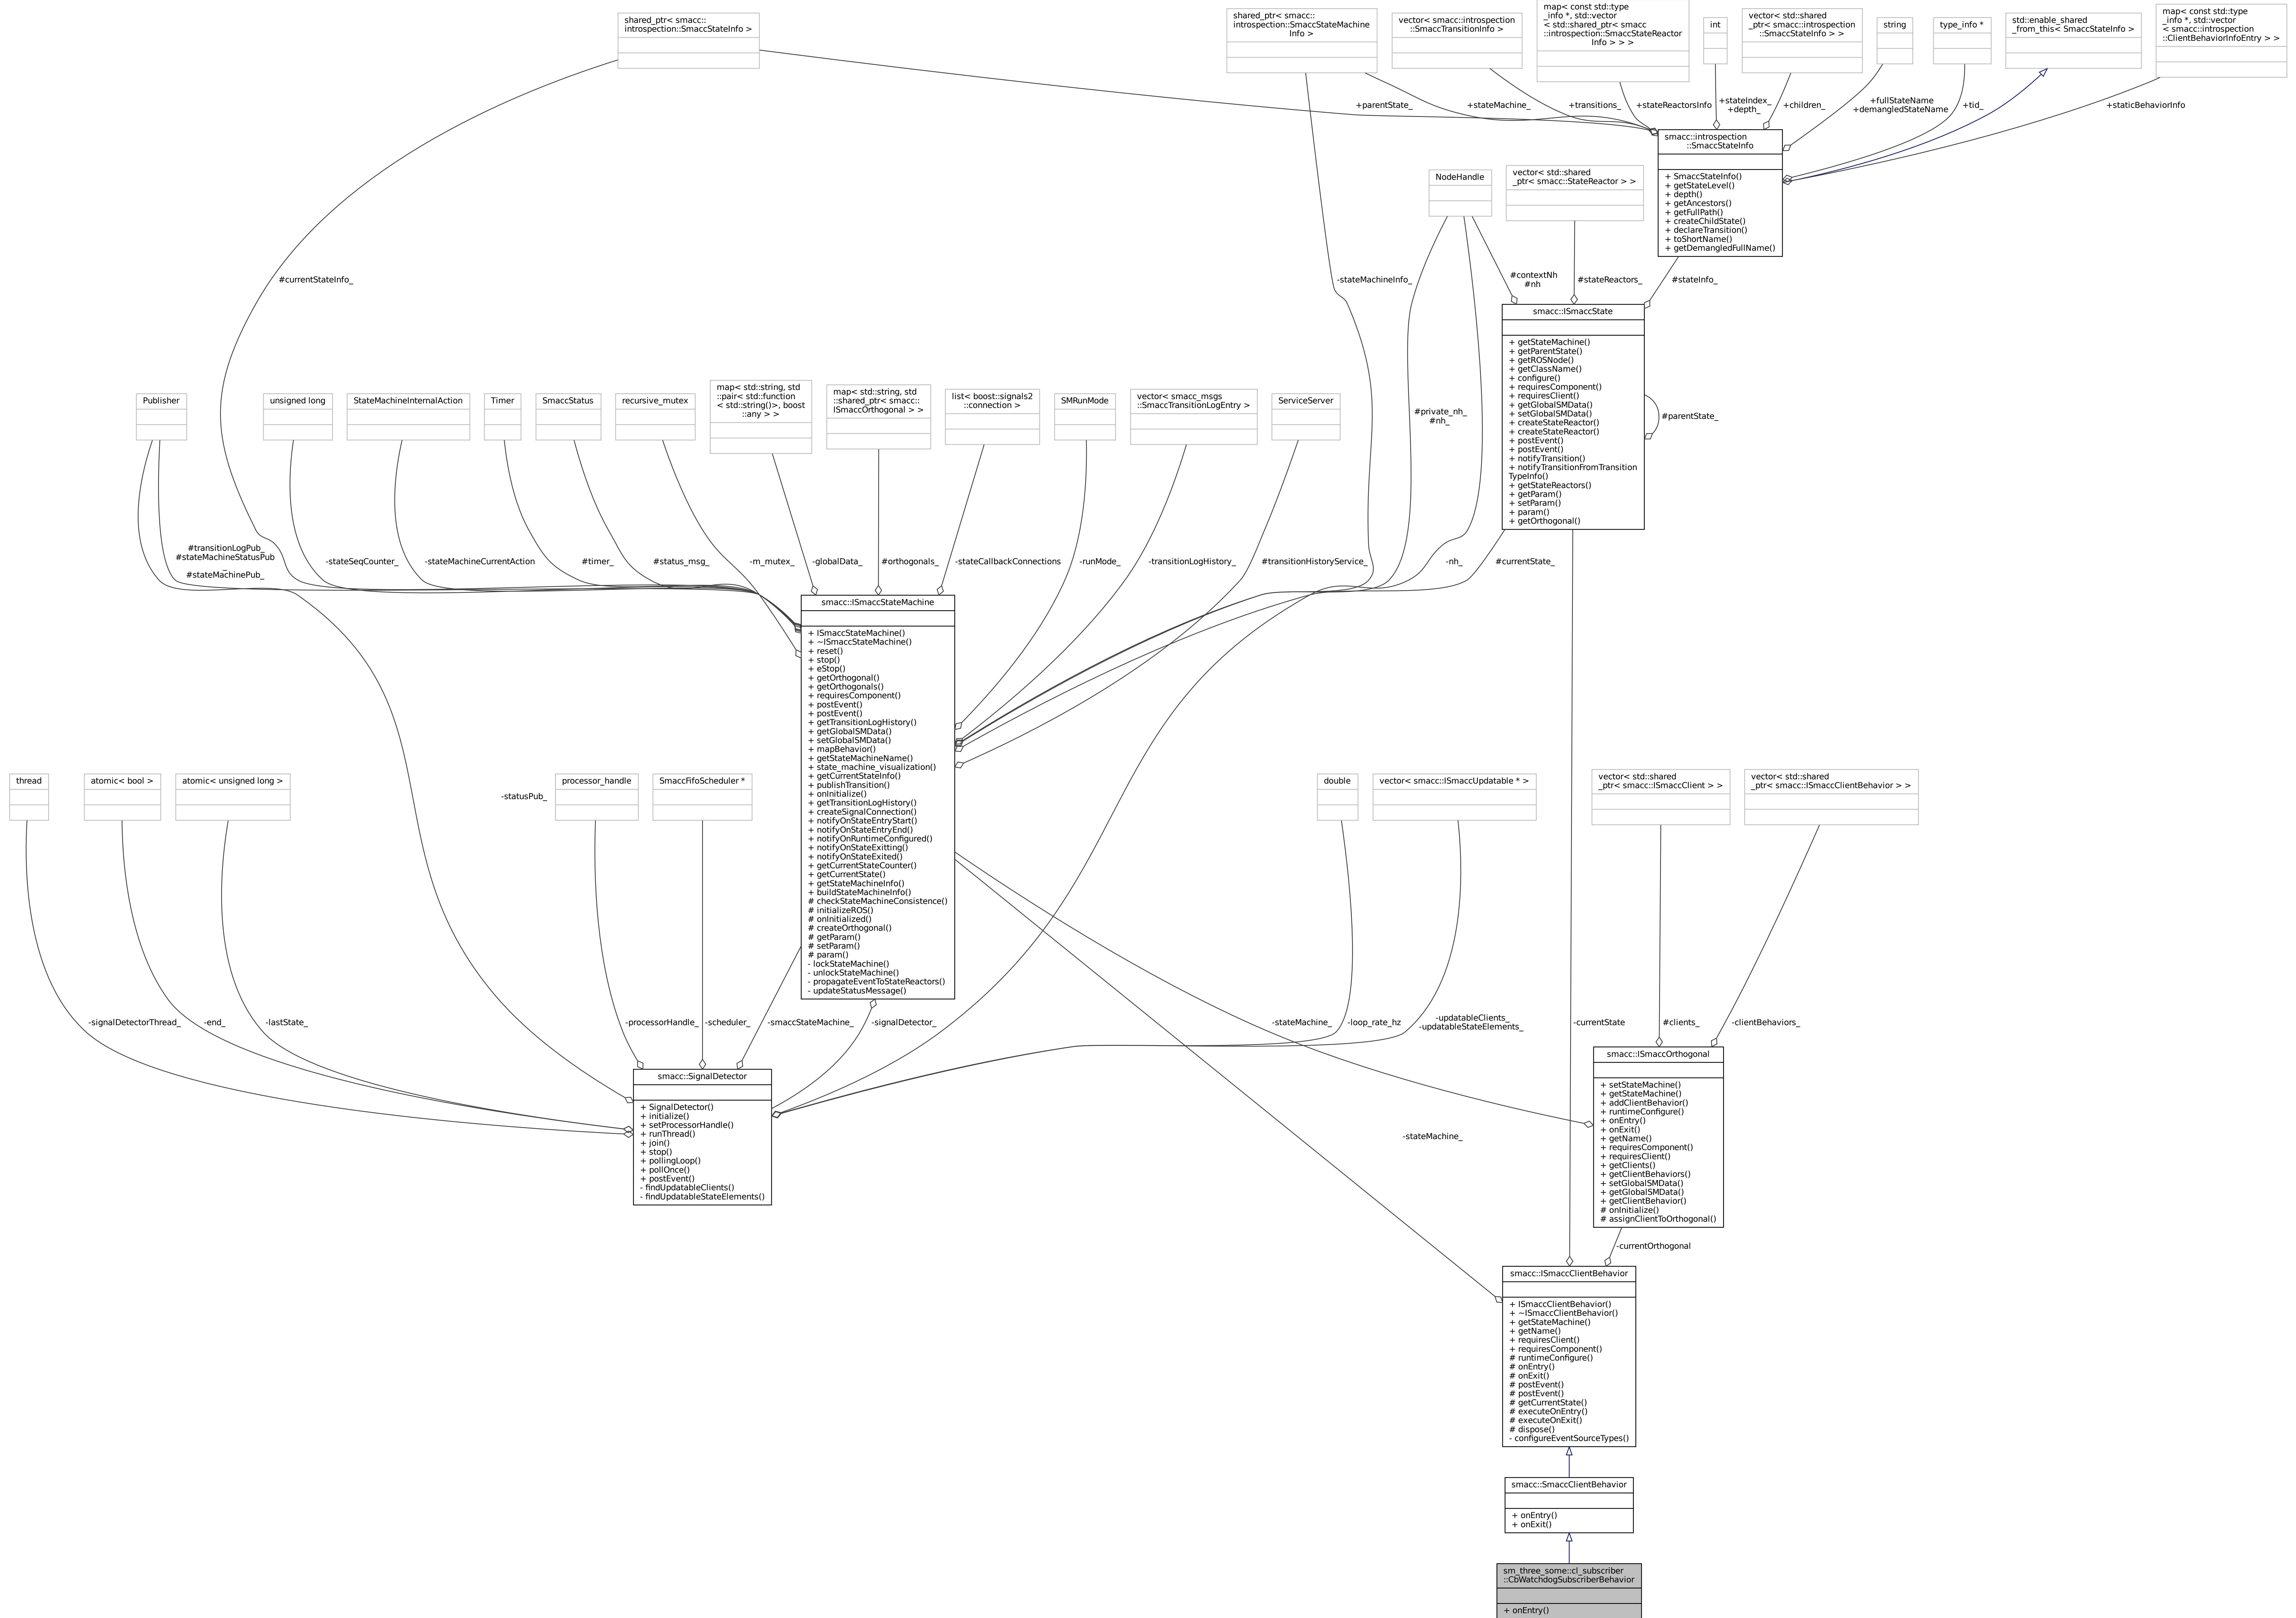 shared_ptr< smacc::
introspection::SmaccStateInfo >
shared_ptr< smacc::
introspection::SmaccStateMachine
Info >
vector< smacc::introspection
::SmaccTransitionInfo >
map< const std::type
_info *, std::vector
< std::shared_ptr< smacc
::introspection::SmaccStateReactor
Info > > >
int
vector< std::shared
_ptr< smacc::introspection
::SmaccStateInfo > >
string
type_info *
std::enable_shared
_from_this< SmaccStateInfo >
map< const std::type
_info *, std::vector
< smacc::introspection
::ClientBehaviorInfoEntry > >
+parentState_
+stateMachine_
+transitions_
+stateReactorsInfo
+stateIndex_
+depth_
+children_
+fullStateName
+demangledStateName
+tid_
+staticBehaviorInfo
smacc::introspection
::SmaccStateInfo
+ SmaccStateInfo()
+ getStateLevel()
+ depth()
+ getAncestors()
+ getFullPath()
+ createChildState()
+ declareTransition()
+ toShortName()
+ getDemangledFullName()
NodeHandle
vector< std::shared
_ptr< smacc::StateReactor > >
#currentStateInfo_
-stateMachineInfo_
#contextNh
#nh
#stateReactors_
#stateInfo_
smacc::ISmaccState
+ getStateMachine()
+ getParentState()
+ getROSNode()
+ getClassName()
+ configure()
+ requiresComponent()
+ requiresClient()
+ getGlobalSMData()
+ setGlobalSMData()
+ createStateReactor()
+ createStateReactor()
+ postEvent()
+ postEvent()
+ notifyTransition()
+ notifyTransitionFromTransition
TypeInfo()
+ getStateReactors()
+ getParam()
+ setParam()
+ param()
+ getOrthogonal()
#parentState_
Publisher
unsigned long
StateMachineInternalAction
Timer
SmaccStatus
recursive_mutex
map< std::string, std
::pair< std::function
< std::string()>, boost
::any > >
map< std::string, std
::shared_ptr< smacc::
ISmaccOrthogonal > >
list< boost::signals2
::connection >
SMRunMode
vector< smacc_msgs
::SmaccTransitionLogEntry >
ServiceServer
#private_nh_
#nh_
#transitionLogPub_
#stateMachineStatusPub
_
#stateMachinePub_
-stateSeqCounter_
-stateMachineCurrentAction
#timer_
#status_msg_
-m_mutex_
-globalData_
#orthogonals_
-stateCallbackConnections
-runMode_
-transitionLogHistory_
#transitionHistoryService_
-nh_
#currentState_
smacc::ISmaccStateMachine
+ ISmaccStateMachine()
+ ~ISmaccStateMachine()
+ reset()
+ stop()
+ eStop()
+ getOrthogonal()
+ getOrthogonals()
+ requiresComponent()
+ postEvent()
+ postEvent()
+ getTransitionLogHistory()
+ getGlobalSMData()
+ setGlobalSMData()
+ mapBehavior()
+ getStateMachineName()
+ state_machine_visualization()
+ getCurrentStateInfo()
+ publishTransition()
+ onInitialize()
+ getTransitionLogHistory()
+ createSignalConnection()
+ notifyOnStateEntryStart()
+ notifyOnStateEntryEnd()
+ notifyOnRuntimeConfigured()
+ notifyOnStateExitting()
+ notifyOnStateExited()
+ getCurrentStateCounter()
+ getCurrentState()
+ getStateMachineInfo()
+ buildStateMachineInfo()
# checkStateMachineConsistence()
# initializeROS()
# onInitialized()
# createOrthogonal()
# getParam()
# setParam()
# param()
- lockStateMachine()
- unlockStateMachine()
- propagateEventToStateReactors()
- updateStatusMessage()
thread
atomic< bool >
atomic< unsigned long >
-statusPub_
processor_handle
SmaccFifoScheduler *
double
vector< smacc::ISmaccUpdatable * >
vector< std::shared
_ptr< smacc::ISmaccClient > >
vector< std::shared
_ptr< smacc::ISmaccClientBehavior > >
-signalDetectorThread_
-end_
-lastState_
-processorHandle_
-scheduler_
-smaccStateMachine_
-signalDetector_
-stateMachine_
-loop_rate_hz
-updatableClients_
-updatableStateElements_
-currentState
#clients_
-clientBehaviors_
smacc::SignalDetector
+ SignalDetector()
+ initialize()
+ setProcessorHandle()
+ runThread()
+ join()
+ stop()
+ pollingLoop()
+ pollOnce()
+ postEvent()
- findUpdatableClients()
- findUpdatableStateElements()
smacc::ISmaccOrthogonal
+ setStateMachine()
+ getStateMachine()
+ addClientBehavior()
+ runtimeConfigure()
+ onEntry()
+ onExit()
+ getName()
+ requiresComponent()
+ requiresClient()
+ getClients()
+ getClientBehaviors()
+ setGlobalSMData()
+ getGlobalSMData()
+ getClientBehavior()
# onInitialize()
# assignClientToOrthogonal()
-stateMachine_
-currentOrthogonal
smacc::ISmaccClientBehavior
+ ISmaccClientBehavior()
+ ~ISmaccClientBehavior()
+ getStateMachine()
+ getName()
+ requiresClient()
+ requiresComponent()
# runtimeConfigure()
# onEntry()
# onExit()
# postEvent()
# postEvent()
# getCurrentState()
# executeOnEntry()
# executeOnExit()
# dispose()
- configureEventSourceTypes()
smacc::SmaccClientBehavior
+ onEntry()
+ onExit()
sm_three_some::cl_subscriber
::CbWatchdogSubscriberBehavior
+ onEntry()